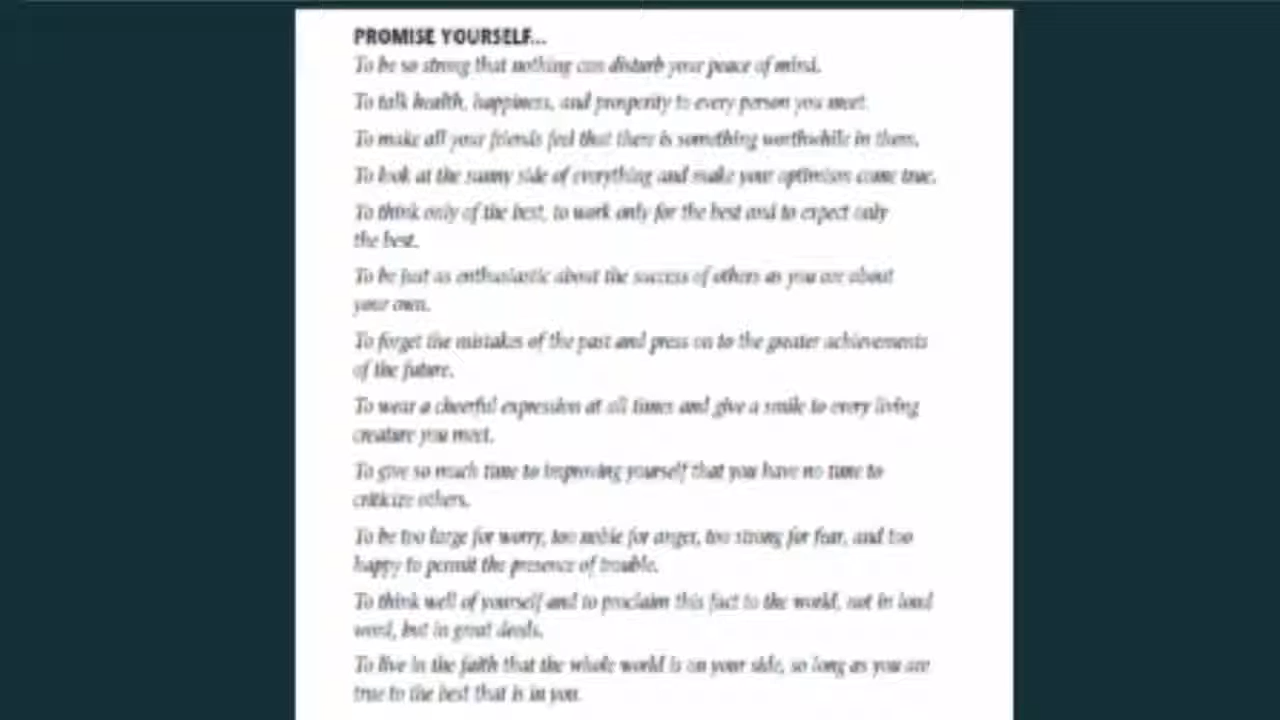 PROMISE YOURSELF...
To be so strong that nothing can disturb your peace of mind.
To talk health, happiness, and prosperity to every person you meet.
To make all your friends feel that there is something worthwhile in them.
To look at the sunny side of everything and make your optimism come true.
To think only of the best, to work only for the best and to expect only
the best.
To be just as enthusiastic about the success of others as you are about
your own.
To forget the mistakes of the past and press on to the greater achievements
of the future.
To wear a cheerful expression at all times and give a smile to every living
creature you meet.
To give so much time to improving yourself that you have no time to
criticize others.
To be too large for worry, too noble for anger, too strong for fear, and too
happy to permit the presence of trouble.
To think well of yourself and to proclaim this fact to the world, not in loud
word, but in great deeds.
To live in the faith that the whole world is on your side, so long as you are
true to the best that is in you.